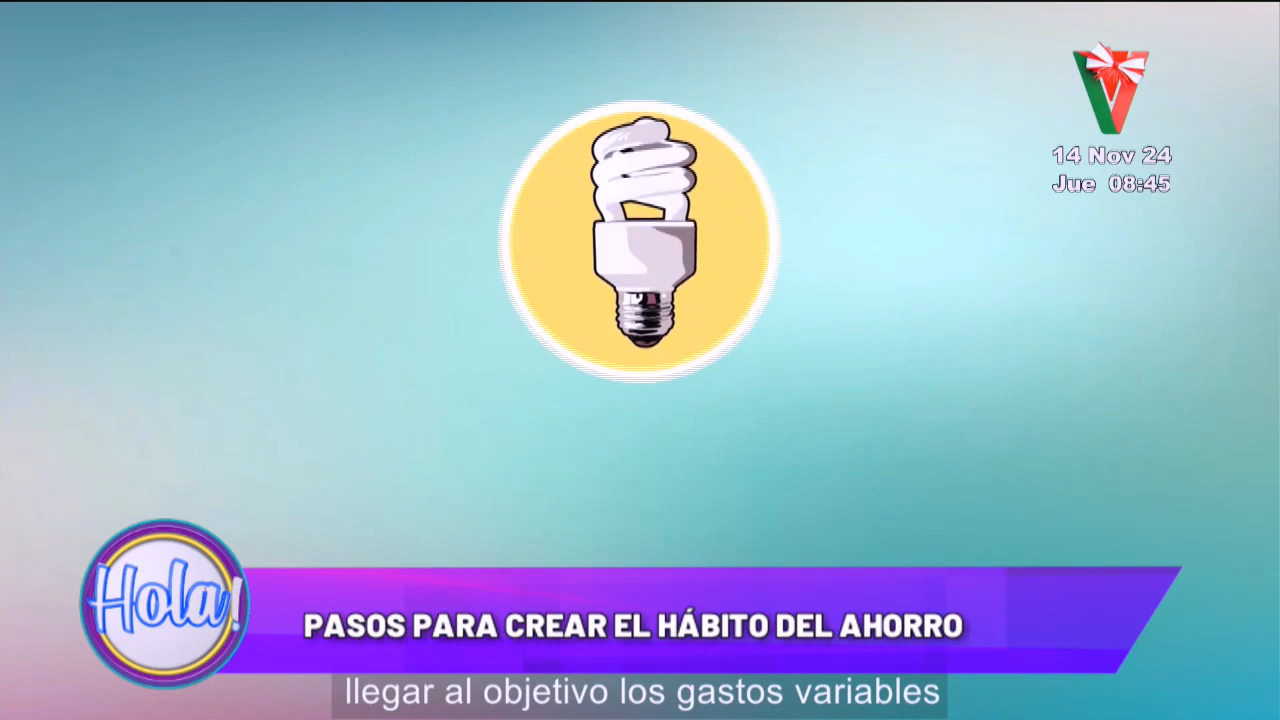 V
14 Nov 24
Jue 08:45
Hola!
PASOS PARA CREAR EL HÁBITO DEL AHORRO
llegar al objetivo los gastos variables